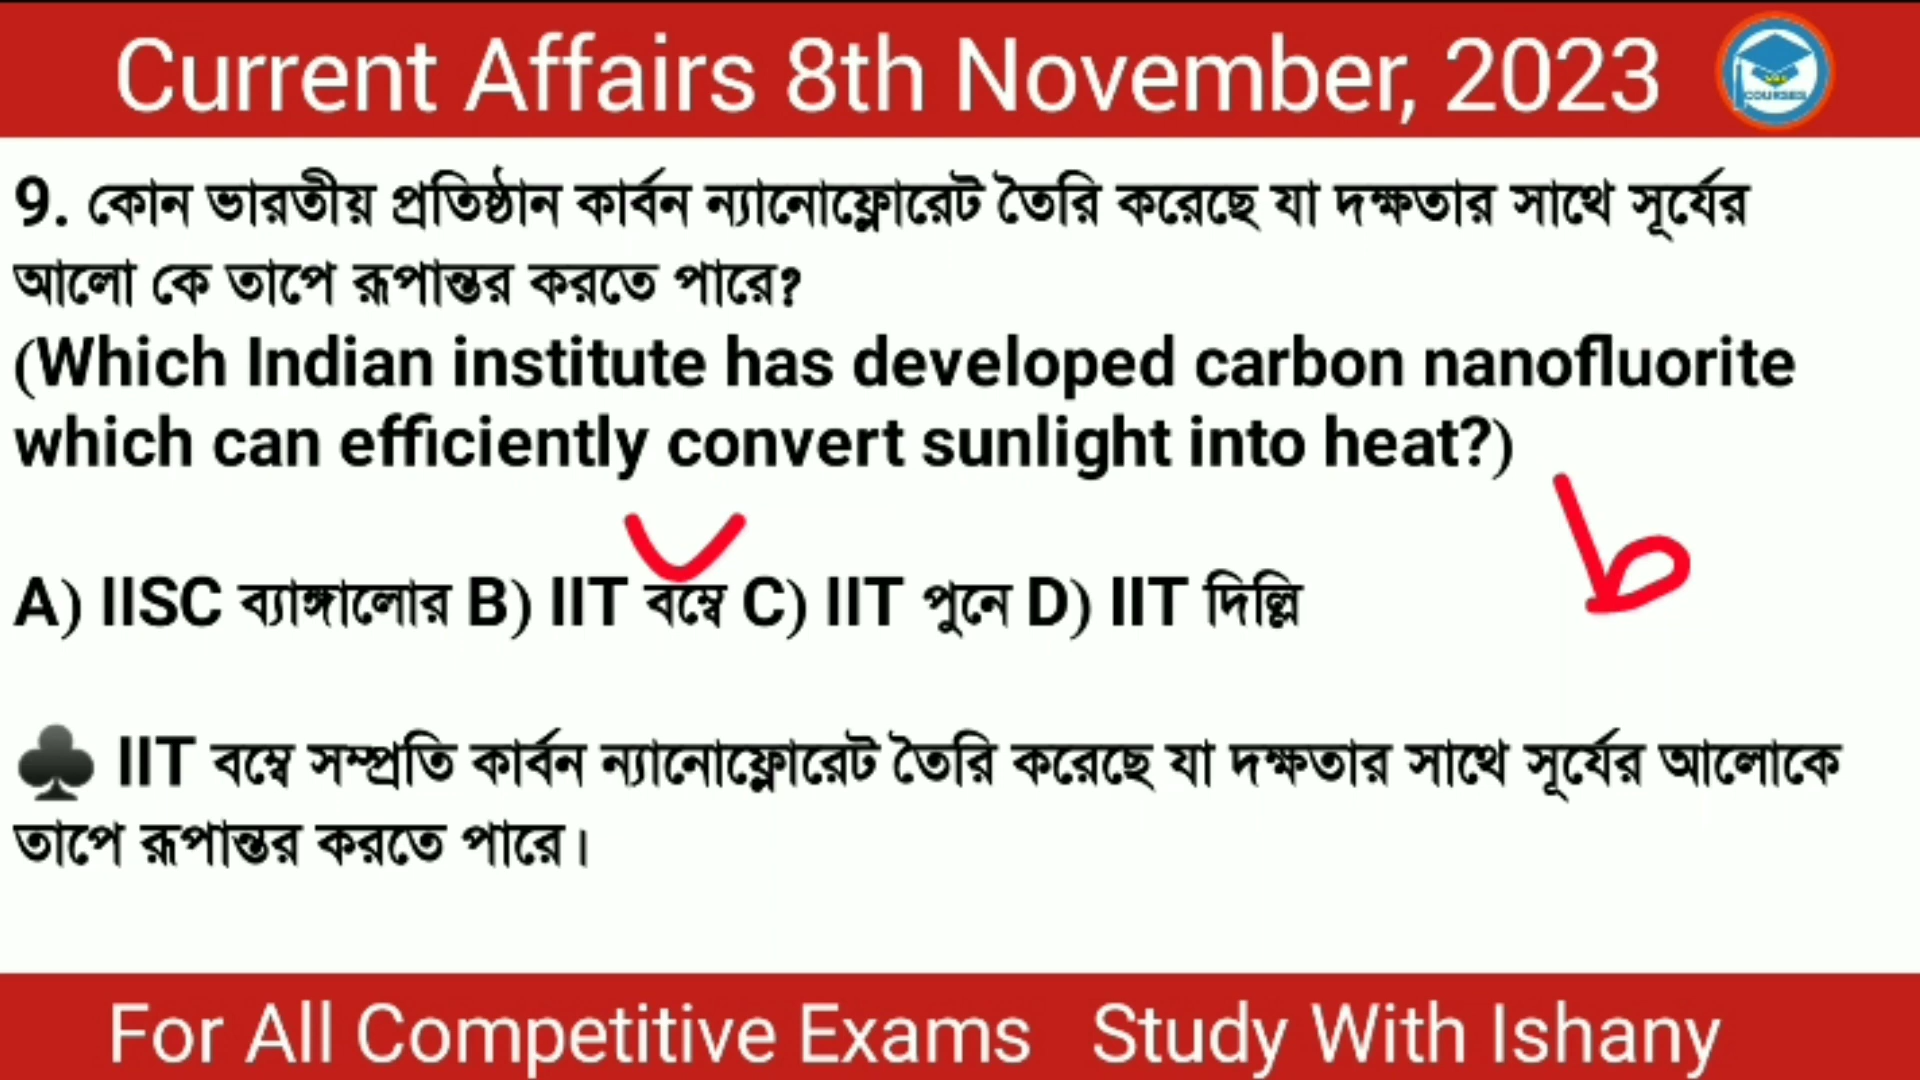 Current Affairs 8th November, 2023
COURSES
9. কোন ভারতীয় প্রতিষ্ঠান কার্বন ন্যানোফ্লোরেট তৈরি করেছে যা দক্ষতার সাথে সূর্যের
আলো কে তাপে রূপান্তর করতে পারে?
(Which Indian institute has developed carbon nanofluorite
which can efficiently convert sunlight into heat?)
b
A) IISC ব্যাঙ্গালোর B) IIT বম্বে C) IIT পুনে D) IIT দিল্লি
♣ IIT বম্বে সম্প্রতি কার্বন ন্যানোফ্লোরেট তৈরি করেছে যা দক্ষতার সাথে সূর্যের আলোকে
তাপে রূপান্তর করতে পারে।
For All Competitive Exams Study With Ishany